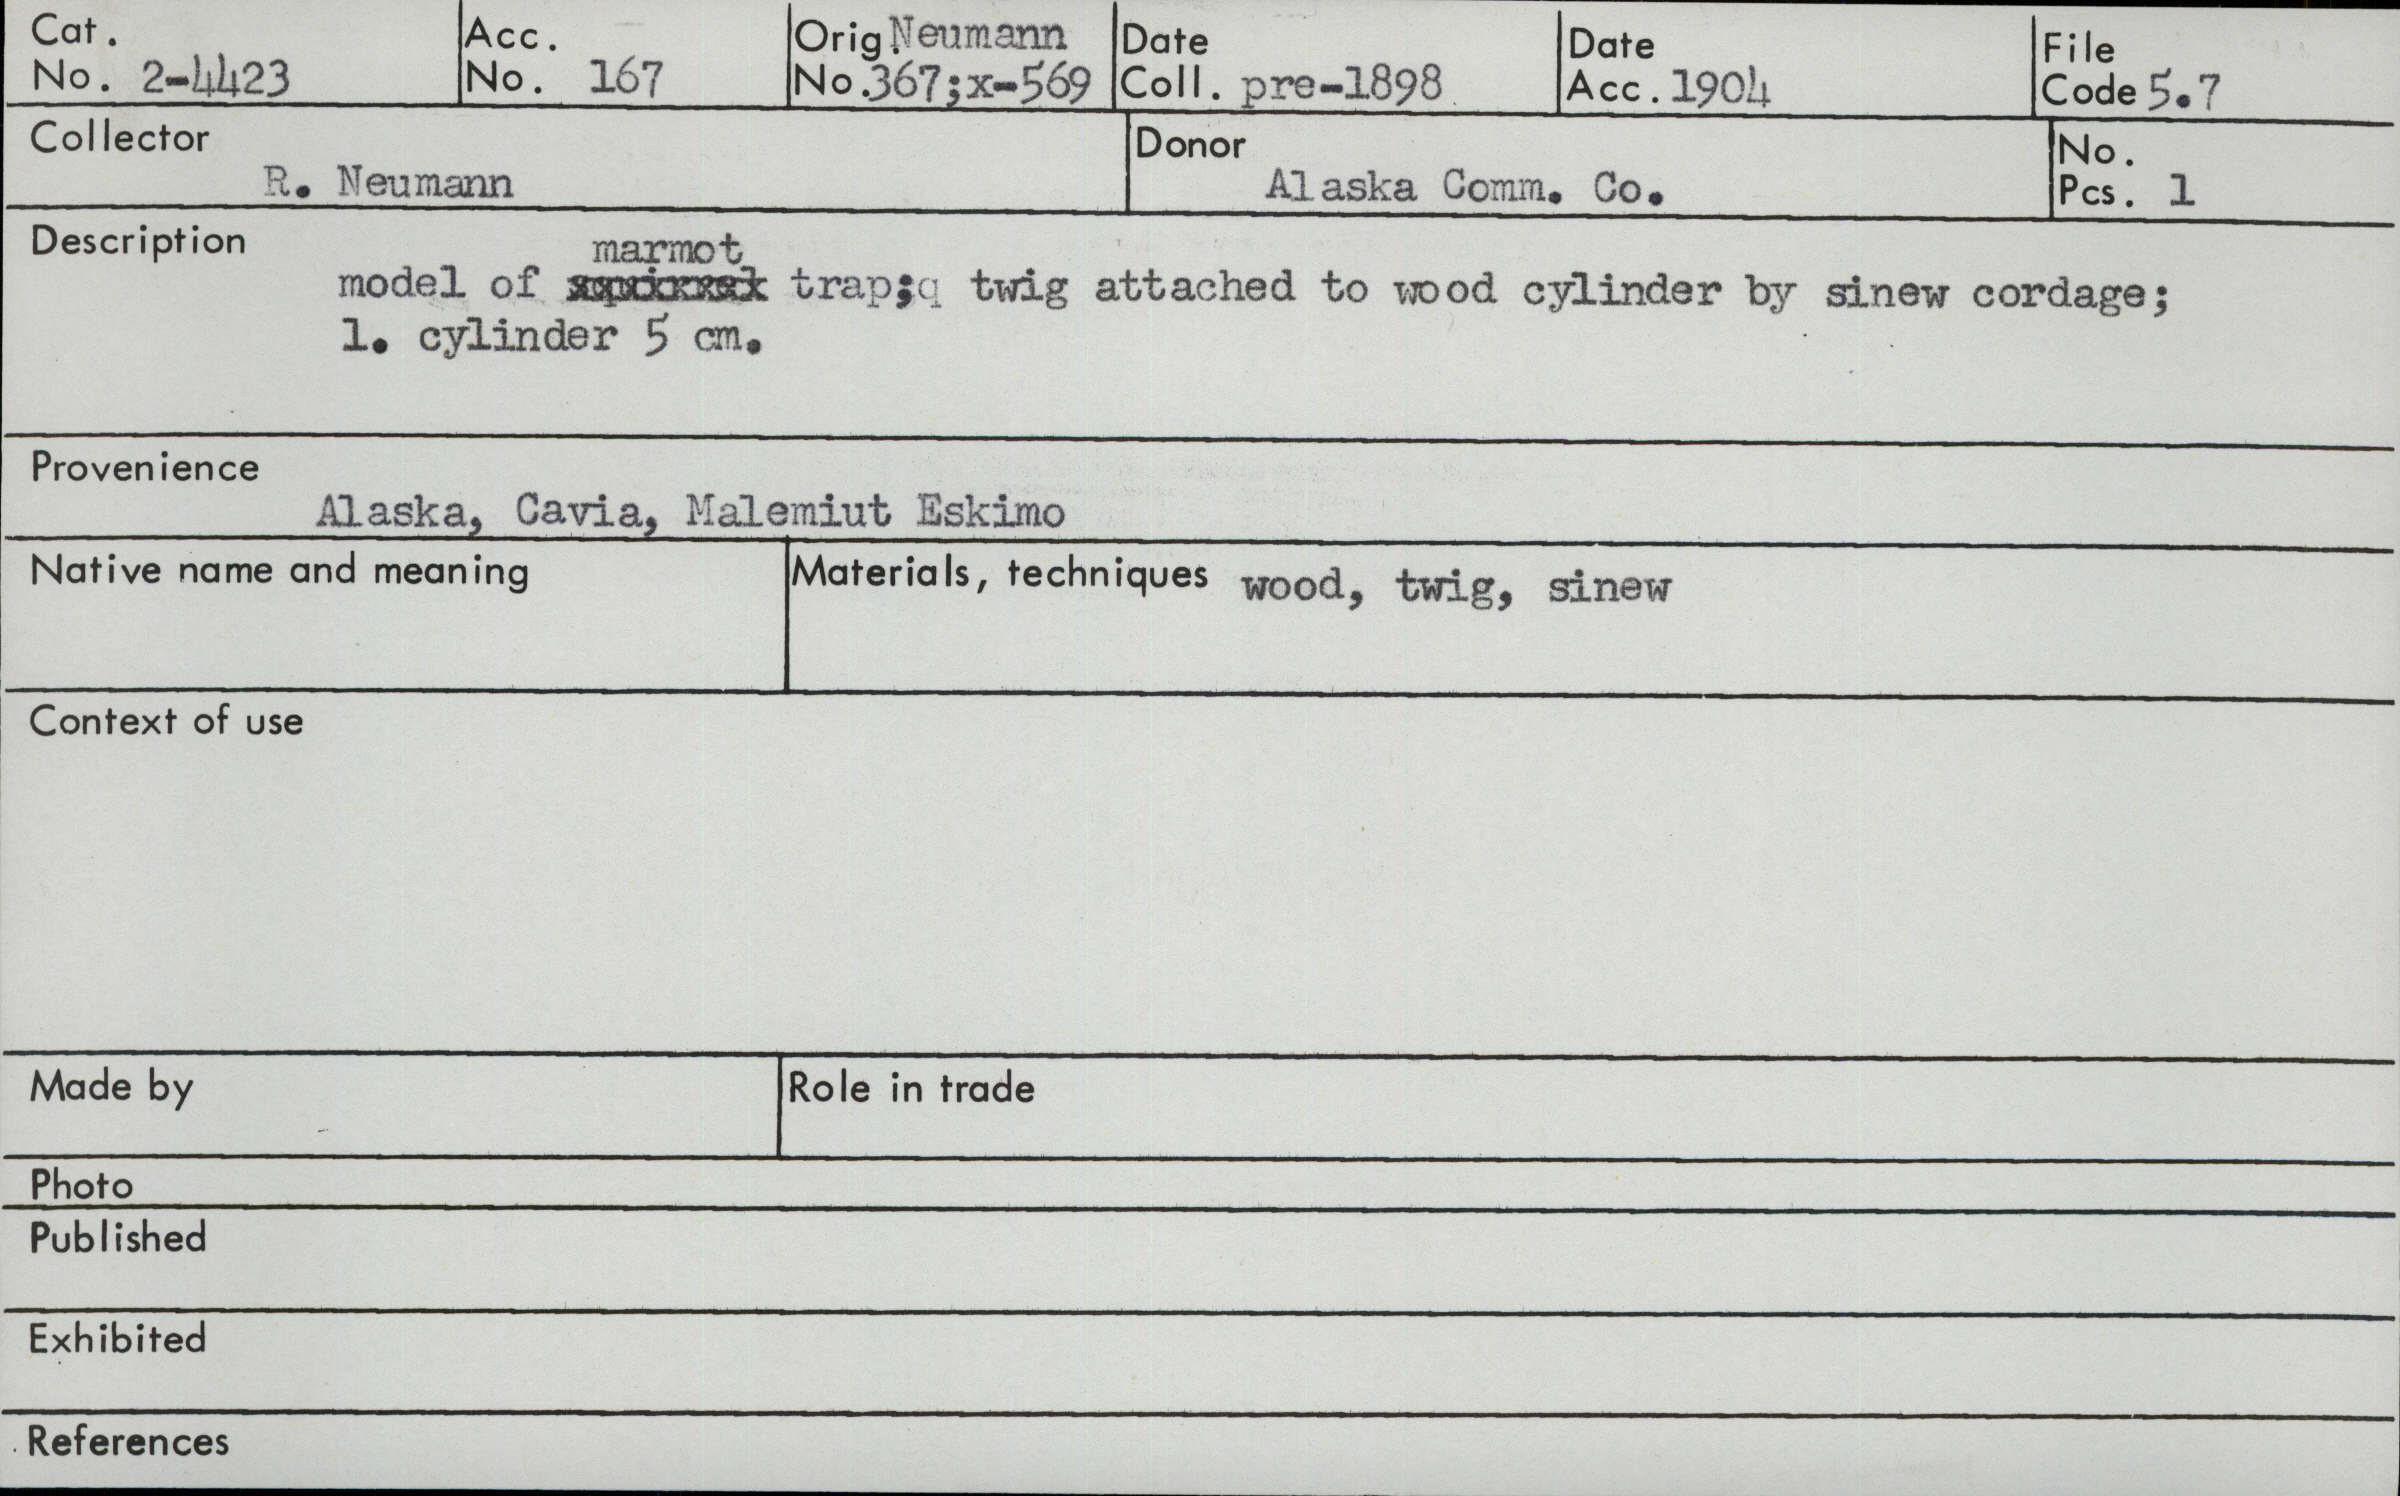 Cat. No. 2-4423
Acc. No. 167
Orig. No. Neumann 367;x-569
Date Coll. pre-1898
Date Acc. 1904
File Code 5.7
Collector R. Neumann
Donor Alaska Comm. Co.
No. Pcs. 1
Description
marmot
model of squirrel trap;q twig attached to wood cylinder by sinew cordage;
l. cylinder 5 cm.
Provenience
Alaska, Cavia, Malemiut Eskimo
Native name and meaning
Materials, techniques wood, twig, sinew
Context of use
Made by
Role in trade
Photo
Published
Exhibited
References